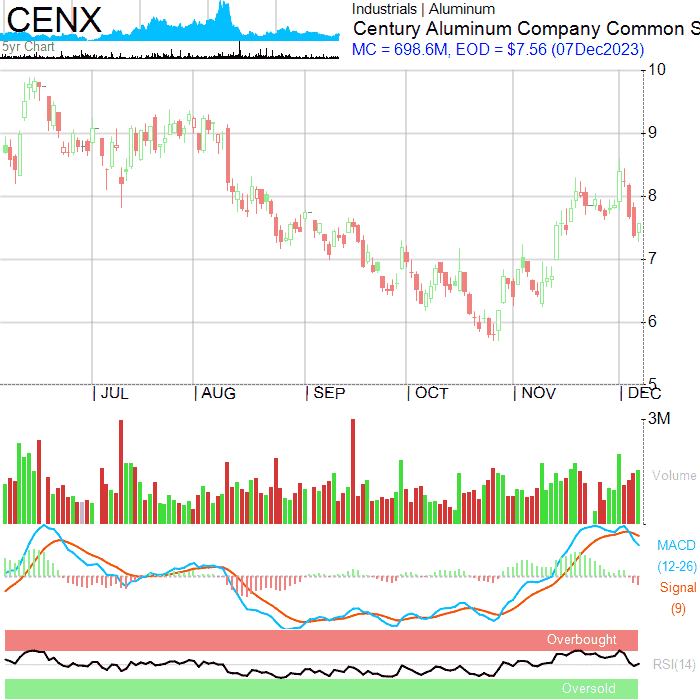 CENX
5yr Chart
Industrials | Aluminum
Century Aluminum Company Common S
MC = 698.6M, EOD = $7.56 (07Dec2023)
10
9
8
7
6
5
JUL
AUG
SEP
OCT
NOV
DEC
3M
Volume
MACD
(12-26)
Signal
(9)
Overbought
RSI(14)
Oversold